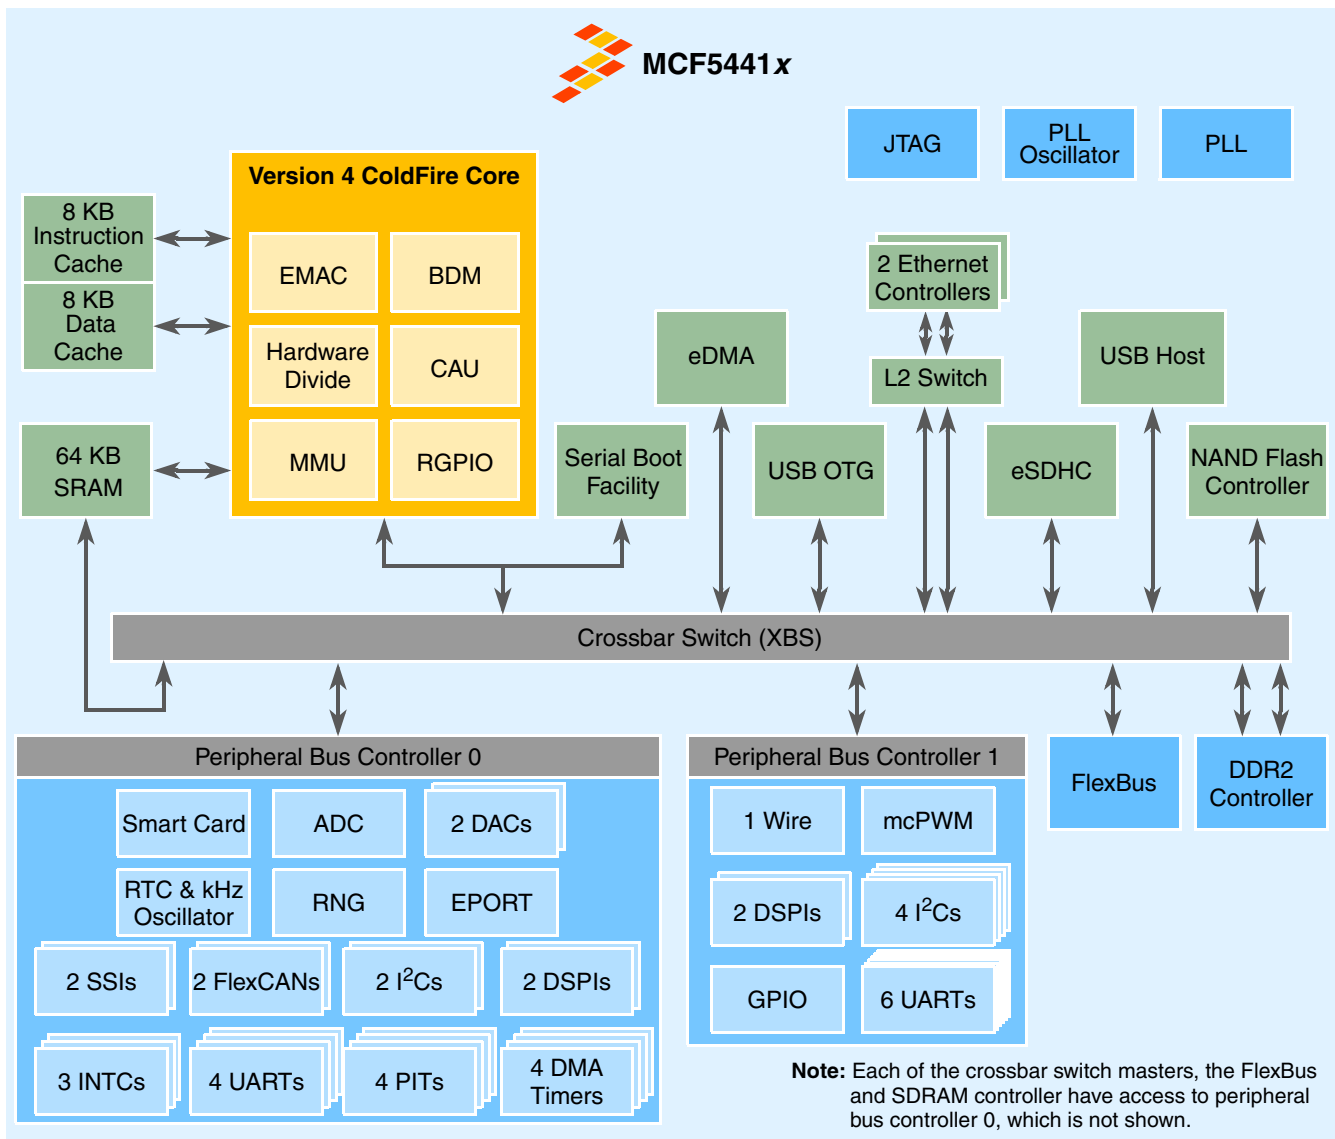 MCF5441x
JTAG
PLL
Oscillator
PLL
Version 4 ColdFire Core
8 KB
Instruction
Cache
8 KB
Data
Cache
EMAC
BDM
Hardware
Divide
CAU
MMU
RGPIO
64 KB
SRAM
2 Ethernet
Controllers
eDMA
L2 Switch
USB Host
Serial Boot
Facility
USB OTG
eSDHC
NAND Flash
Controller
Crossbar Switch (XBS)
Peripheral Bus Controller 0
Smart Card
ADC
2 DACs
RTC & kHz
Oscillator
RNG
EPORT
2 SSIs
2 FlexCANs
2 I²Cs
2 DSPIs
3 INTCs
4 UARTs
4 PITs
4 DMA
Timers
Peripheral Bus Controller 1
1 Wire
mcPWM
2 DSPIs
4 I²Cs
GPIO
6 UARTs
FlexBus
DDR2
Controller
Note: Each of the crossbar switch masters, the FlexBus
and SDRAM controller have access to peripheral
bus controller 0, which is not shown.